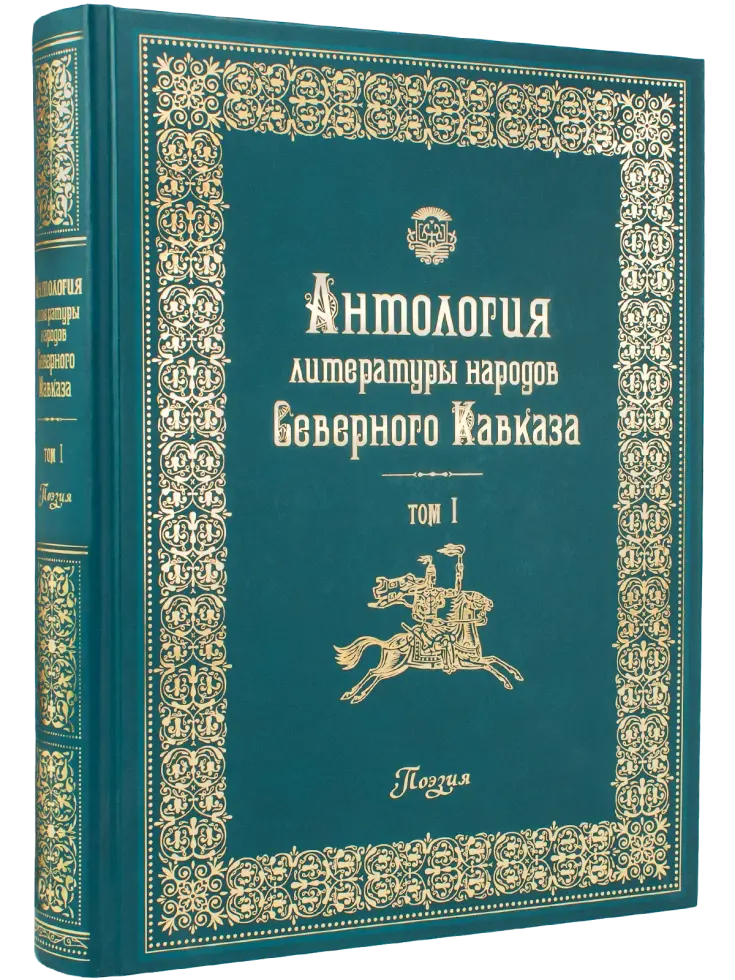 Антология
литературы народов
Северного Кавказа
том I
Поэзия
Антология
литературы
народов
Северного
Кавказа
том I
Поэзия